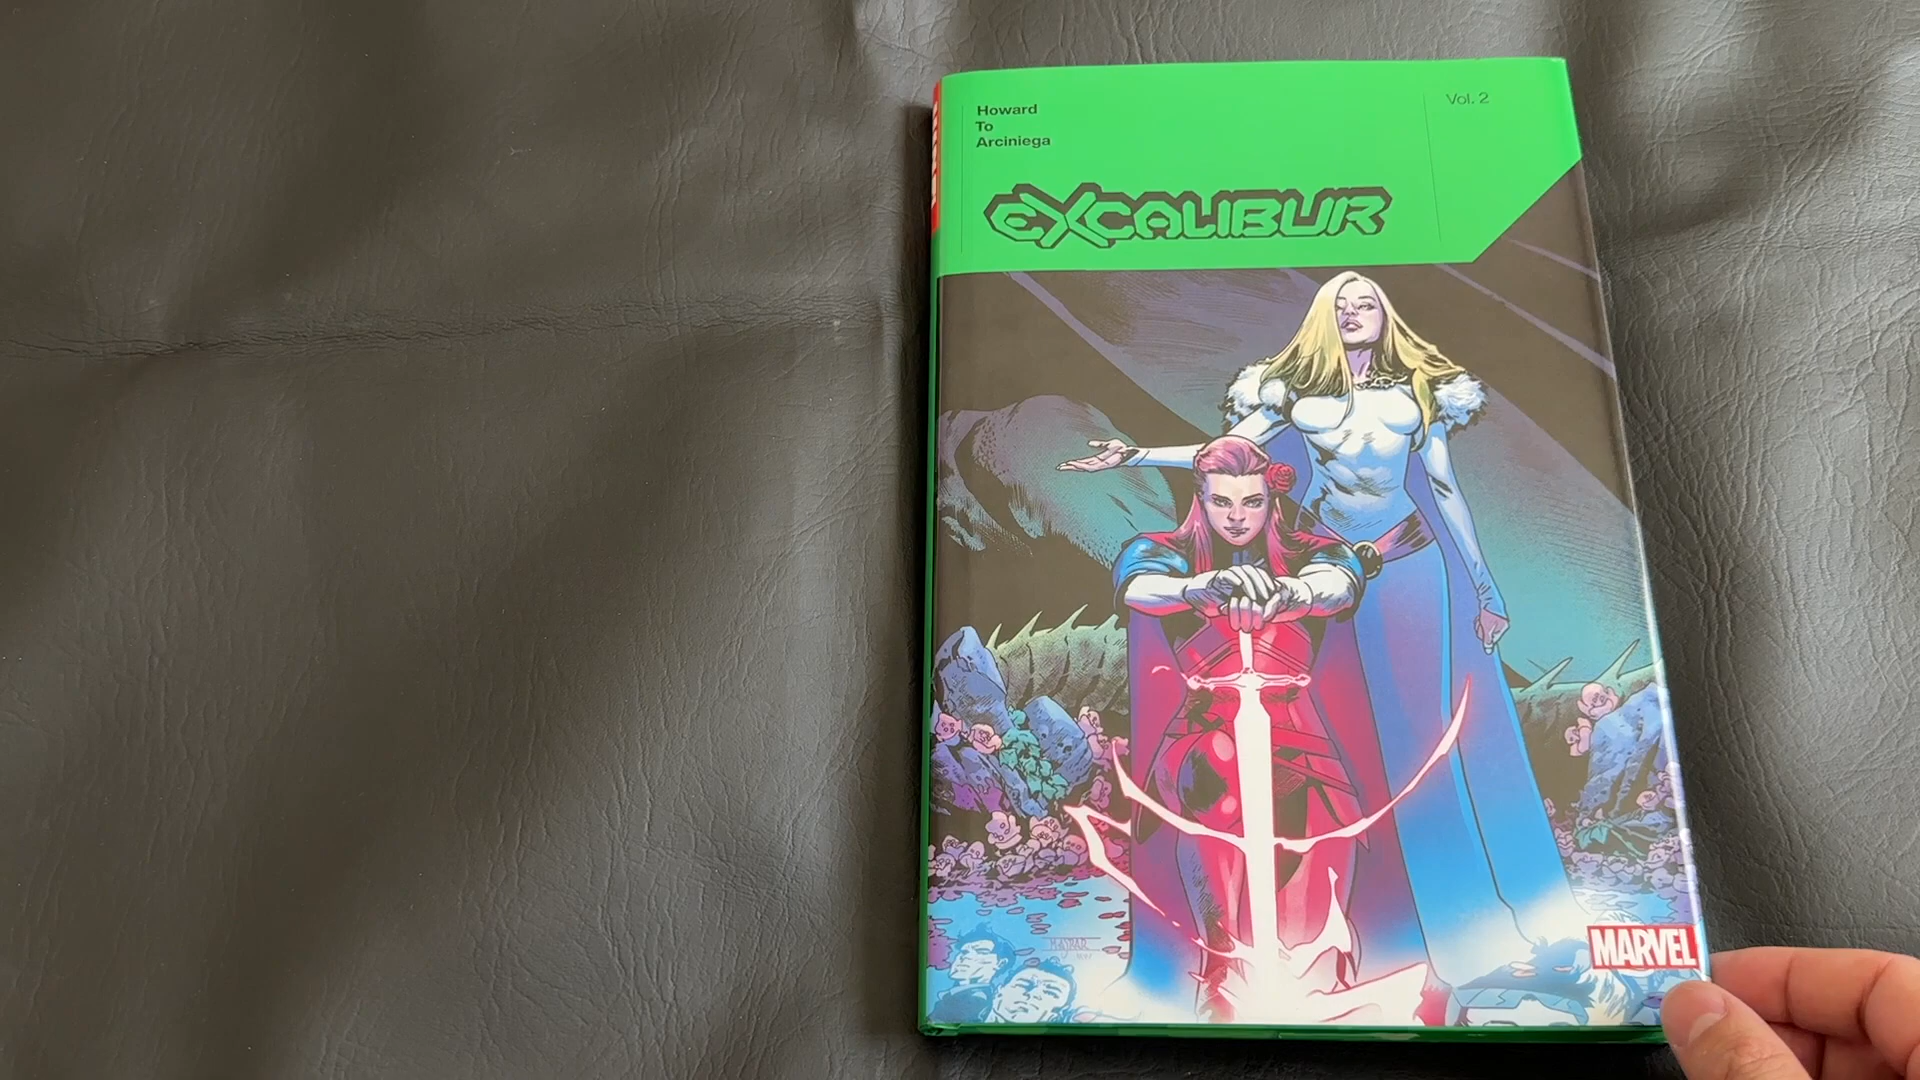 Howard
To
Arciniega
Vol. 2
EXCALIBUR
MARVEL